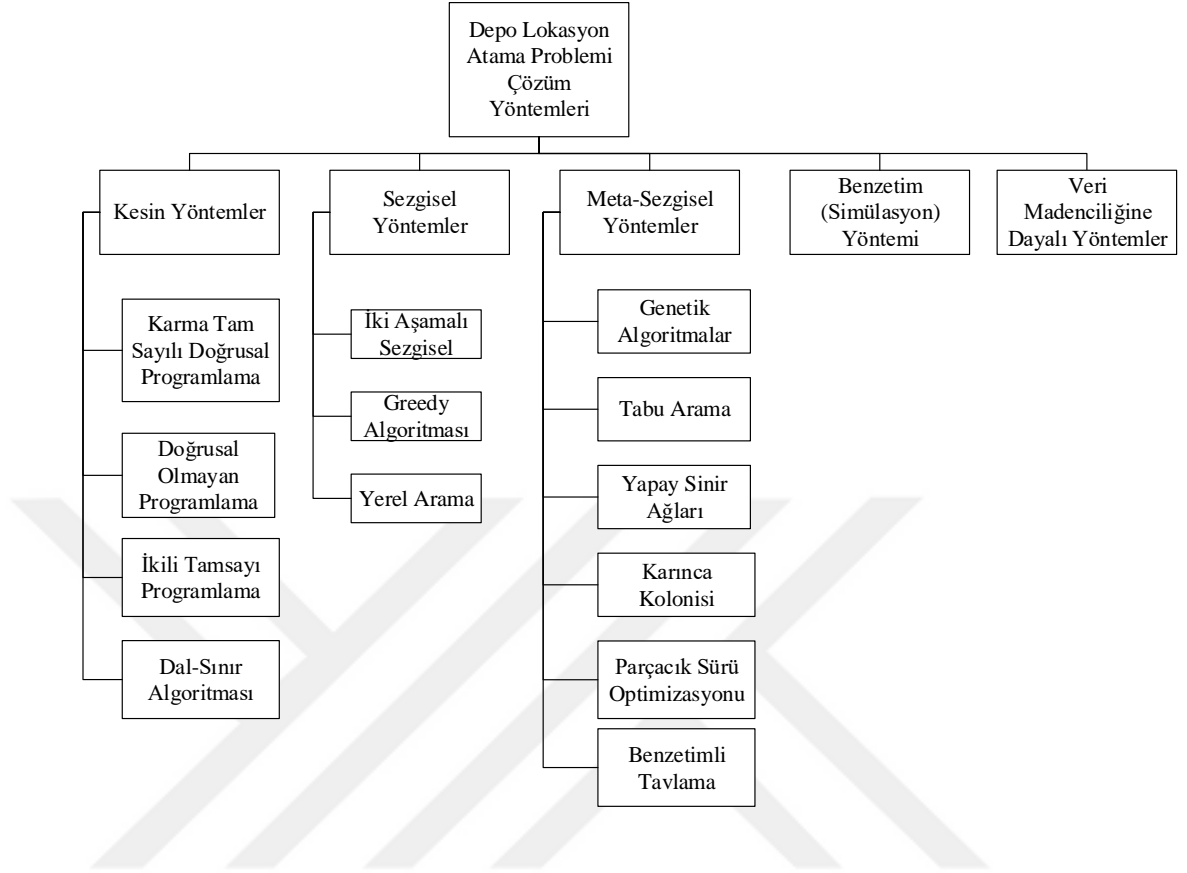 Depo Lokasyon
Atama Problemi
Çözüm
Yöntemleri
Kesin Yöntemler
Sezgisel
Yöntemler
Meta-Sezgisel
Yöntemler
Benzetim
(Simülasyon)
Yöntemi
Veri
Madenciliğine
Dayalı Yöntemler
Karma Tam
Sayılı Doğrusal
Programlama
Doğrusal
Olmayan
Programlama
İkili Tamsayı
Programlama
Dal-Sınır
Algoritması
İki Aşamalı
Sezgisel
Greedy
Algoritması
Yerel Arama
Genetik
Algoritmalar
Tabu Arama
Yapay Sinir
Ağları
Karınca
Kolonisi
Parçacık Sürü
Optimizasyonu
Benzetimli
Tavlama